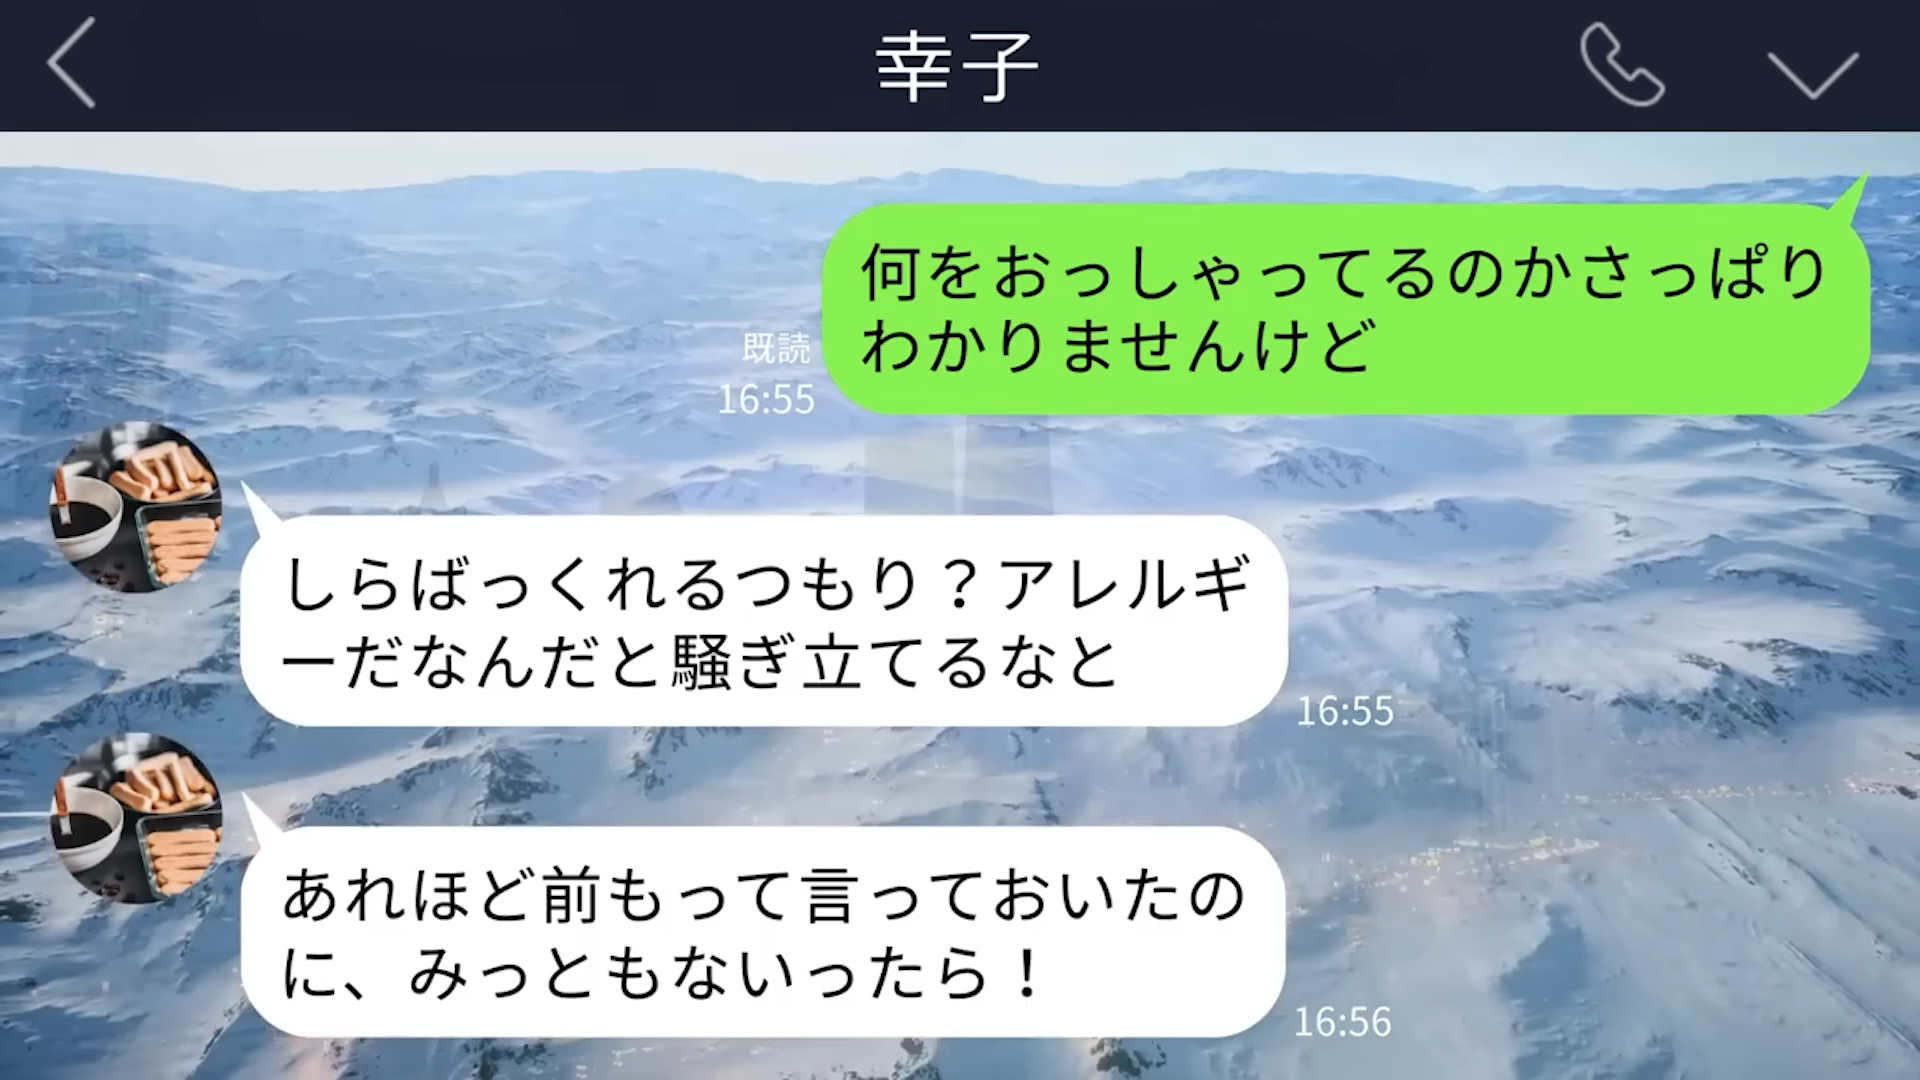 幸子
何をおっしゃってるのかさっぱり
わかりませんけど
既読
16:55
しらばっくれるつもり？アレルギ
ーだなんだと騒ぎ立てるなと
16:55
あれほど前もって言っておいたの
に、みっともないったら！
16:56